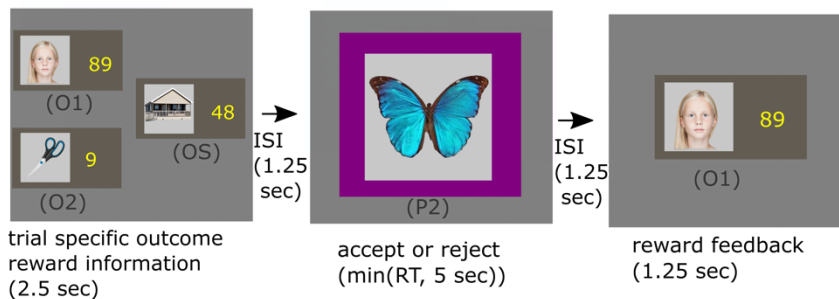 89
(O1)
48
(OS)
9
(O2)
ISI
(1.25
sec)
(P2)
ISI
(1.25
sec)
89
(O1)
trial specific outcome
reward information
(2.5 sec)
accept or reject
(min(RT, 5 sec))
reward feedback
(1.25 sec)